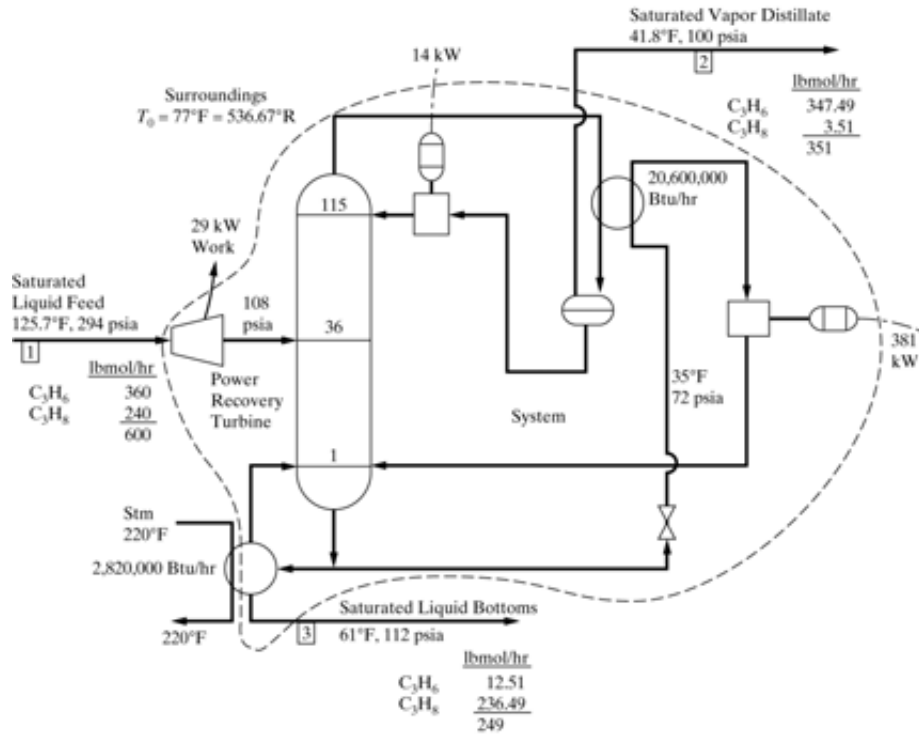 Saturated Vapor Distillate
41.8°F, 100 psia
2
lbmol/hr
C₃H₆ 347.49
C₃H₈ 3.51
351
14 kW
Surroundings
T₀ = 77°F = 536.67°R
20,600,000
Btu/hr
115
29 kW
Work
Saturated
Liquid Feed
125.7°F, 294 psia
1
108
psia
36
lbmol/hr
C₃H₆ 360
C₃H₈ 240
600
Power
Recovery
Turbine
381
kW
35°F
72 psia
System
1
Stm
220°F
2,820,000 Btu/hr
220°F
Saturated Liquid Bottoms
3
61°F, 112 psia
lbmol/hr
C₃H₆ 12.51
C₃H₈ 236.49
249